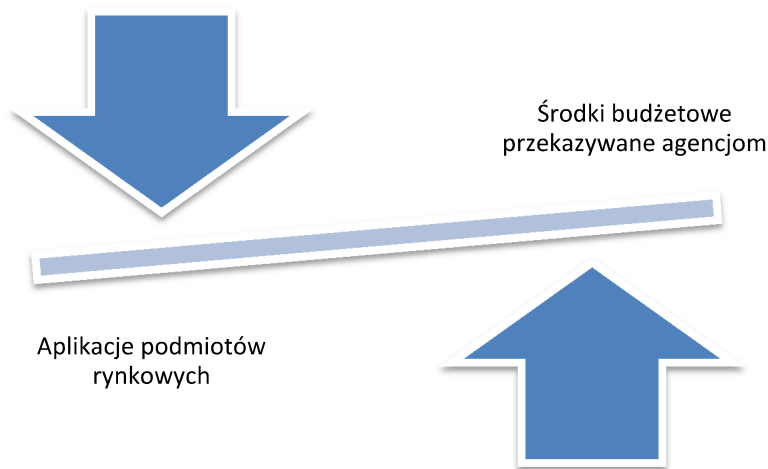 Środki budżetowe
przekazywane agencjom
Aplikacje podmiotów
rynkowych